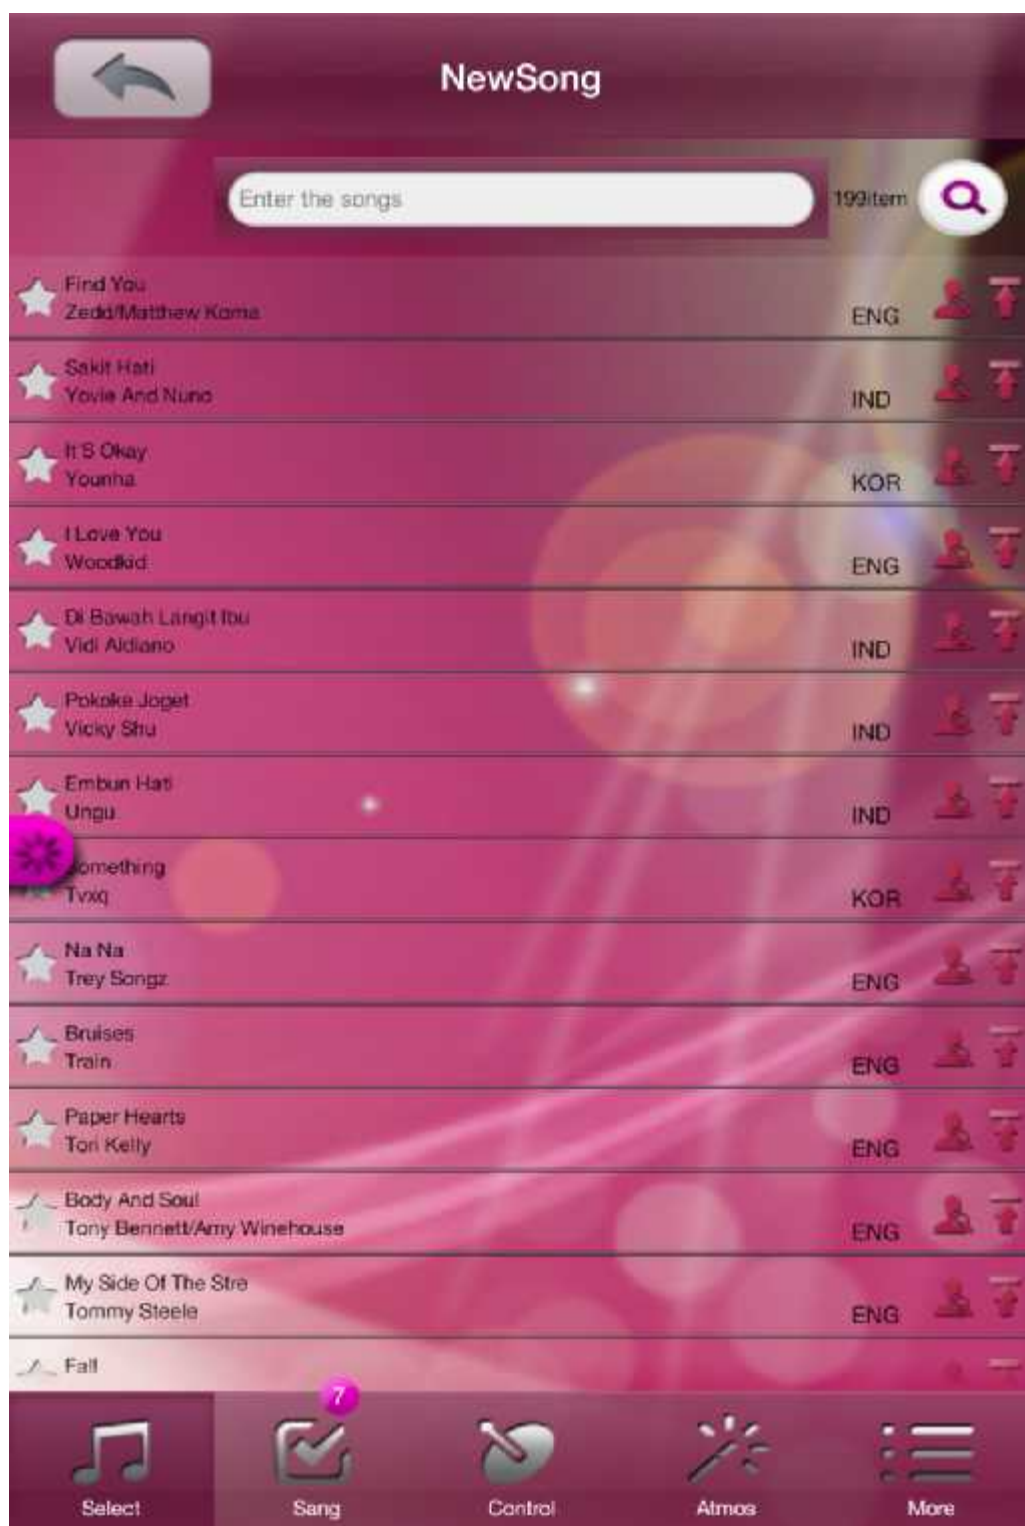 NewSong
Enter the songs
199item
Find You
Zedd/Matthew Koma
ENG
Sakit Hati
Yovie And Nuno
IND
It'S Okay
Younha
KOR
I Love You
Woodkid
ENG
Di Bawah Langit Ibu
Vidi Aldiano
IND
Pokoke Joget
Vicky Shu
IND
Embun Hati
Ungu
IND
Something
Tvxq
KOR
Na Na
Trey Songz
ENG
Bruises
Train
ENG
Paper Hearts
Tori Kelly
ENG
Body And Soul
Tony Bennett/Amy Winehouse
ENG
My Side Of The Stre
Tommy Steele
ENG
Fall
7
Select
Sang
Control
Atmos
More